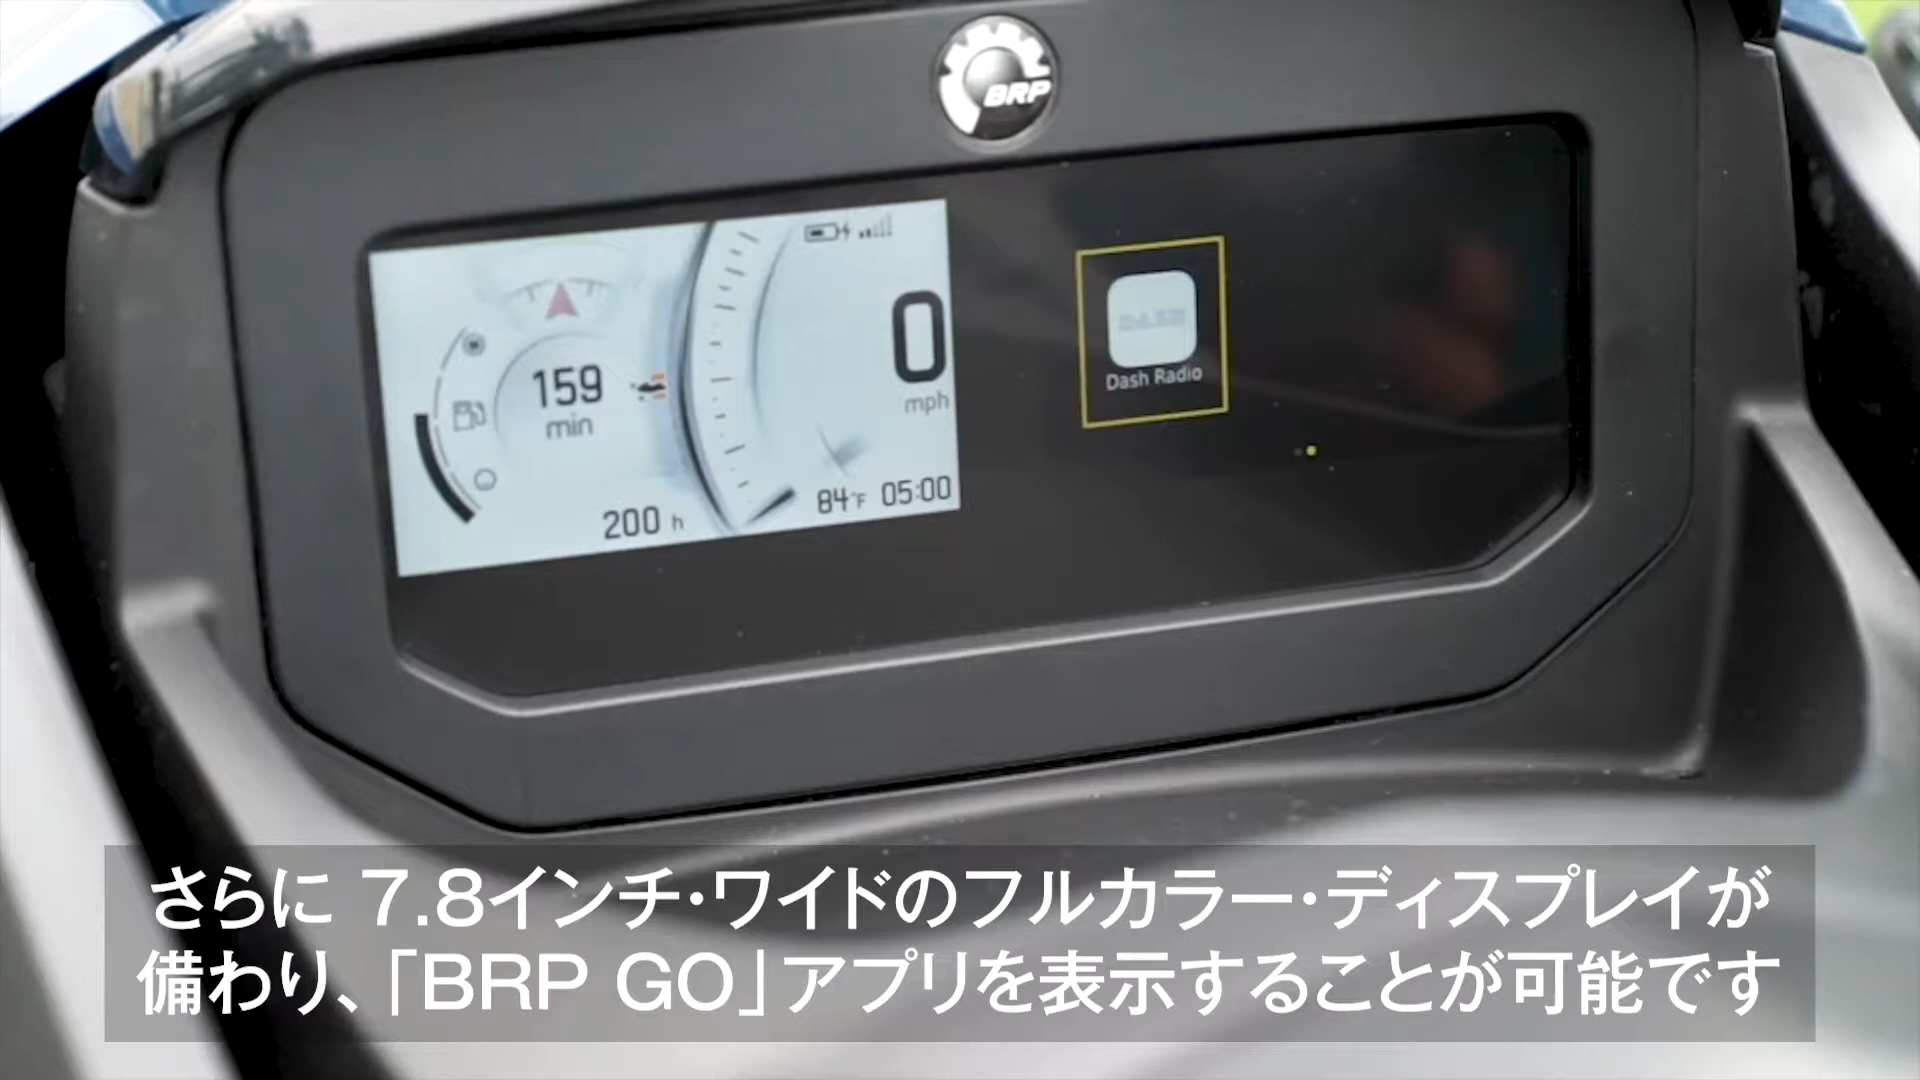 BRP
159
min
0
mph
200 h
84°F 05:00
Dash Radio
さらに 7.8インチ・ワイドのフルカラー・ディスプレイが
備わり、「BRP GO」アプリを表示することが可能です